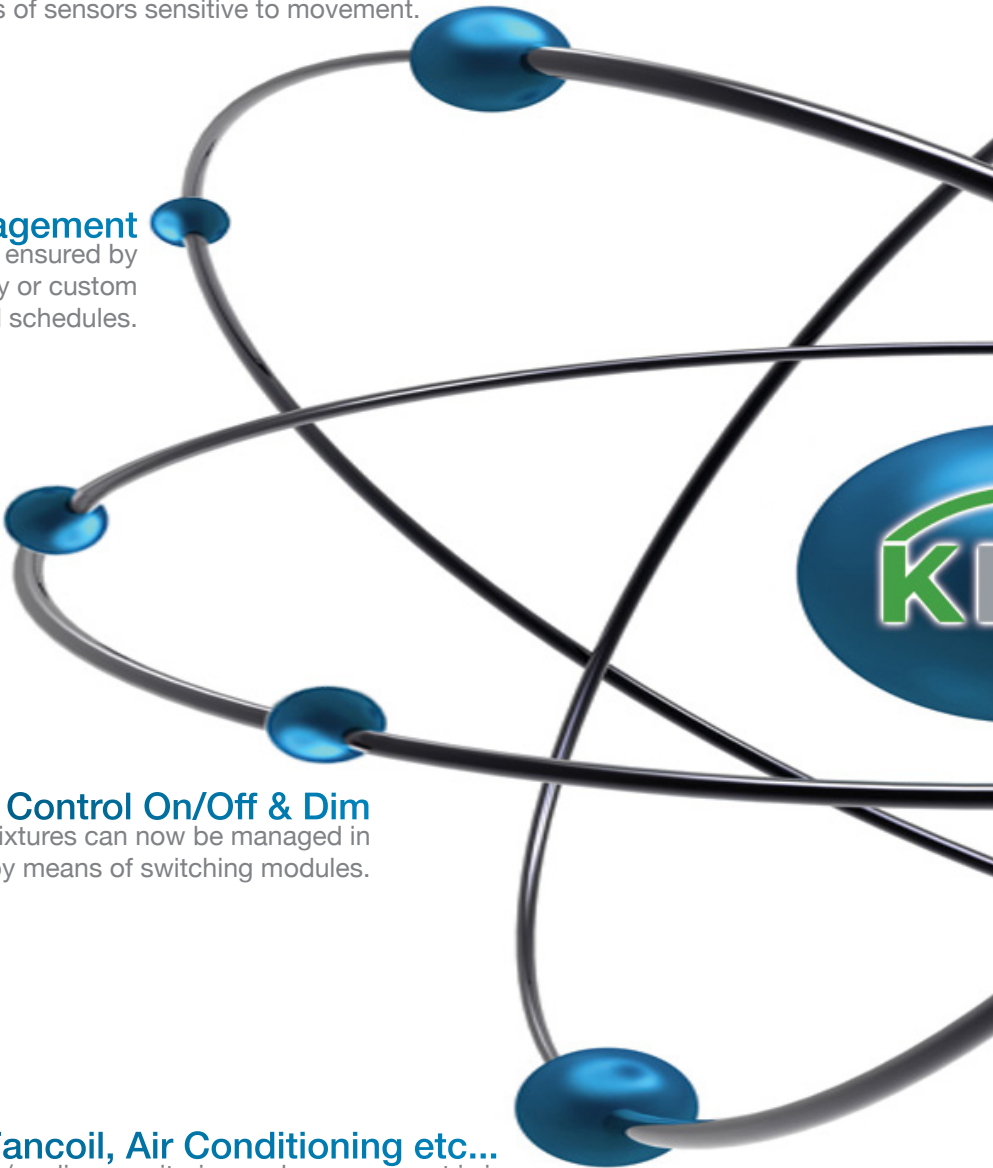 of sensors sensitive to movement.
agement
ensured by
or custom
schedules.
K
Control On/Off & Dim
ixtures can now be managed in
by means of switching modules.
ancoil, Air Conditioning etc...